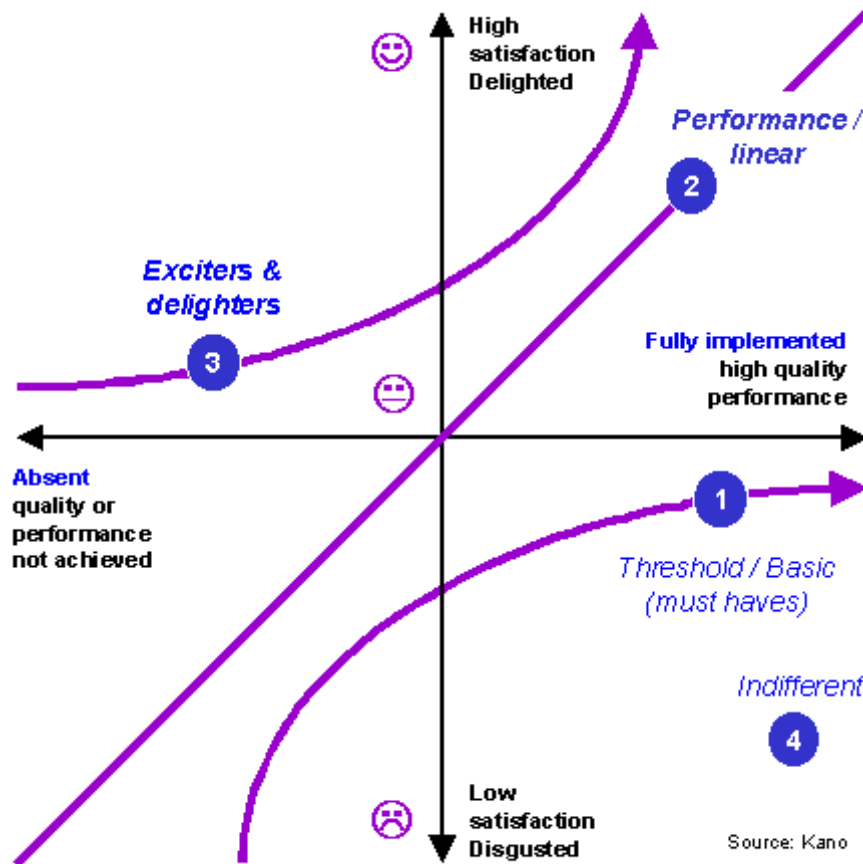 High
satisfaction
Delighted
Performance /
linear
2
Exciters &
delighters
3
Fully implemented
high quality
performance
Absent
quality or
performance
not achieved
1
Threshold / Basic
(must haves)
Indifferent
4
Low
satisfaction
Disgusted
Source: Kano